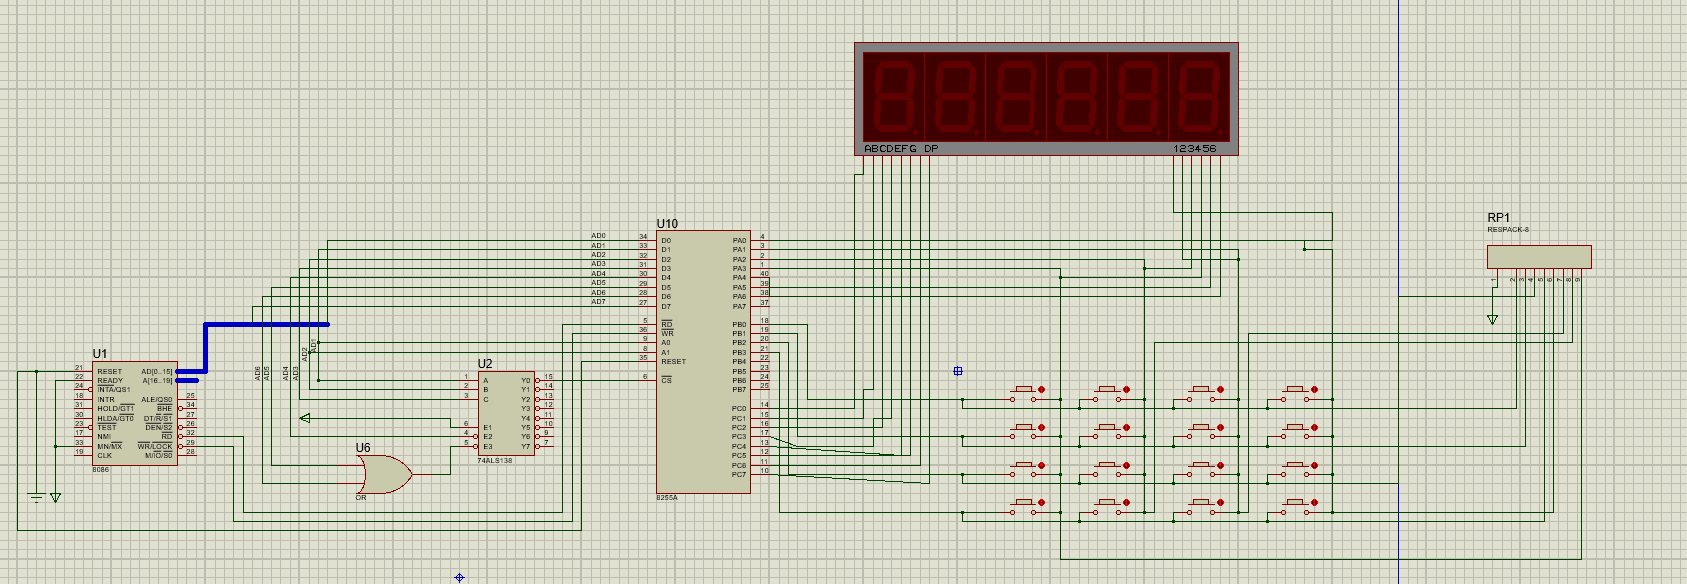 ABCDEFG DP
123456
RP1
RESPACK-8
1
2
3
4
5
6
7
8
9
U10
AD0
AD1
AD2
AD3
AD4
AD5
AD6
AD7
34 D0 PA0 4
33 D1 PA1 3
32 D2 PA2 2
31 D3 PA3 1
30 D4 PA4 40
29 D5 PA5 39
28 D6 PA6 38
27 D7 PA7 37
5 RD PB0 18
36 WR PB1 19
9 A0 PB2 20
8 A1 PB3 21
35 RESET PB4 22
PB5 23
6 CS PB6 24
PB7 25
PC0 14
PC1 15
PC2 16
PC3 17
PC4 13
PC5 12
PC6 11
PC7 10
8255A
AD6
AD5
AD4
AD3
AD2
AD1
U1
21 RESET AD[0..15]
22 READY A[16..19]
24 INTA/QS1
18 INTR ALE/QS0 25
31 HOLD/GT1 BHE 34
30 HLDA/GT0 DT/R/S1 27
23 TEST DEN/S2 26
17 NMI RD 32
33 MN/MX WR/LOCK 29
19 CLK M/IO/S0 28
8086
U2
1 A Y0 15
2 B Y1 14
3 C Y2 13
Y3 12
Y4 11
6 E1 Y5 10
4 E2 Y6 9
5 E3 Y7 7
74ALS138
U6
OR